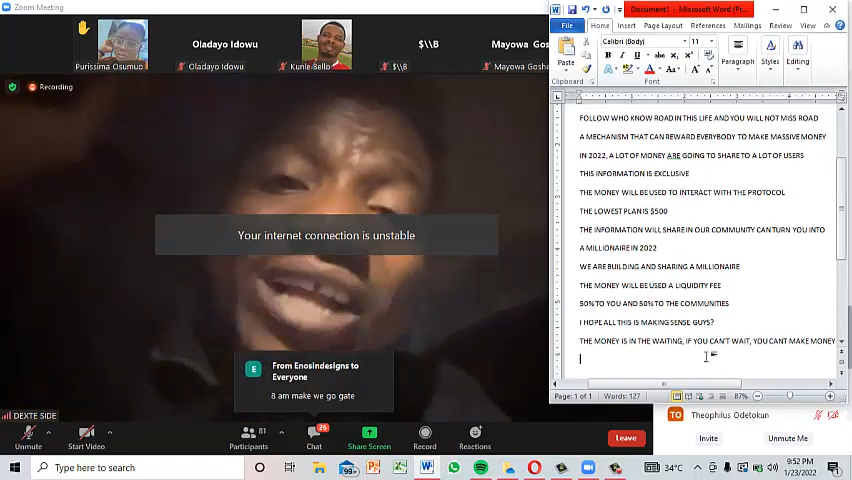 Zoom Meeting
Purissima Osumuo
Oladayo Idowu
Oladayo Idowu
Kunle Bello
$\\B
$\\B
Mayowa Goshe
Mayowa Goshe
Recording
Your internet connection is unstable
E
From Enosindesigns to
Everyone
8 am make we go gate
DEXTE SIDE
Unmute
Start Video
81
Participants
26
Chat
Share Screen
Record
Reactions
Leave
Document1 - Microsoft Word (Pr...
File
Home
Insert
Page Layout
References
Mailings
Review
View
Calibri (Body)
11
Paste
Clipboard
Font
Paragraph
Styles
Editing
FOLLOW WHO KNOW ROAD IN THIS LIFE AND YOU WILL NOT MISS ROAD
A MECHANISM THAT CAN REWARD EVERYBODY TO MAKE MASSIVE MONEY
IN 2022, A LOT OF MONEY ARE GOING TO SHARE TO A LOT OF USERS
THIS INFORMATION IS EXCLUSIVE
THE MONEY WILL BE USED TO INTERACT WITH THE PROTOCOL
THE LOWEST PLAN IS $500
THE INFORMATION WILL SHARE IN OUR COMMUNITY CAN TURN YOU INTO
A MILLIONAIRE IN 2022
WE ARE BUILDING AND SHARING A MILLIONAIRE
THE MONEY WILL BE USED A LIQUIDITY FEE
50% TO YOU AND 50% TO THE COMMUNITIES
I HOPE ALL THIS IS MAKING SENSE GUYS?
THE MONEY IS IN THE WAITING, IF YOU CAN'T WAIT, YOU CANT MAKE MONEY
Page: 1 of 1
Words: 127
87%
TO
Theophilus Odetokun
Invite
Unmute Me
Type here to search
99+
34°C
9:52 PM
1/23/2022